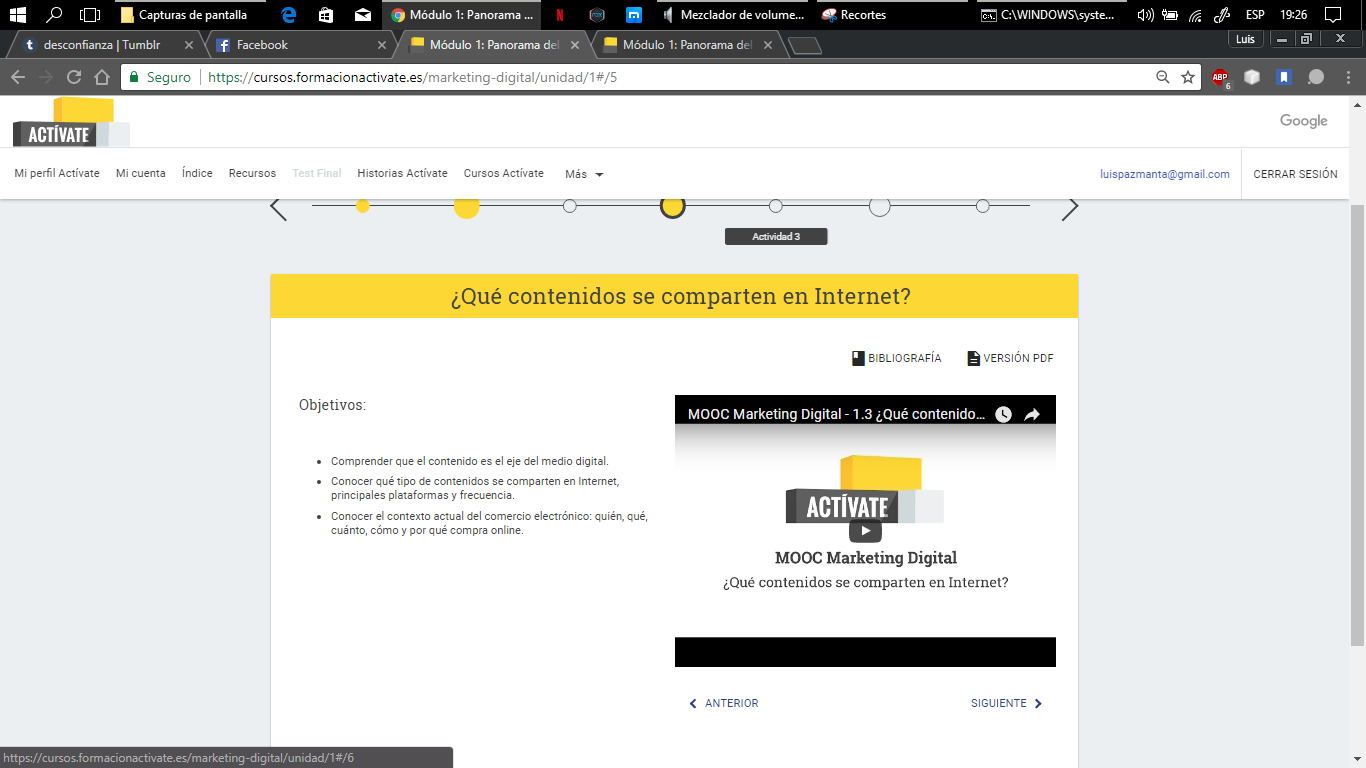 Capturas de pantalla
Módulo 1: Panorama ...
Mezclador de volume...
Recortes
C:\WINDOWS\syste...
ESP
19:26
desconfianza | Tumblr
Facebook
Módulo 1: Panorama del
Módulo 1: Panorama del
Luis
Seguro
https://cursos.formacionactivate.es/marketing-digital/unidad/1#/5
ABP
6
ACTÍVATE
Google
Mi perfil Actívate
Mi cuenta
Índice
Recursos
Test Final
Historias Actívate
Cursos Actívate
Más
luispazmanta@gmail.com
CERRAR SESIÓN
Actividad 3
¿Qué contenidos se comparten en Internet?
BIBLIOGRAFÍA
VERSIÓN PDF
Objetivos:
Comprender que el contenido es el eje del medio digital.
Conocer qué tipo de contenidos se comparten en Internet,
principales plataformas y frecuencia.
Conocer el contexto actual del comercio electrónico: quién, qué,
cuánto, cómo y por qué compra online.
MOOC Marketing Digital - 1.3 ¿Qué contenido...
ACTÍVATE
MOOC Marketing Digital
¿Qué contenidos se comparten en Internet?
ANTERIOR
SIGUIENTE
https://cursos.formacionactivate.es/marketing-digital/unidad/1#/6